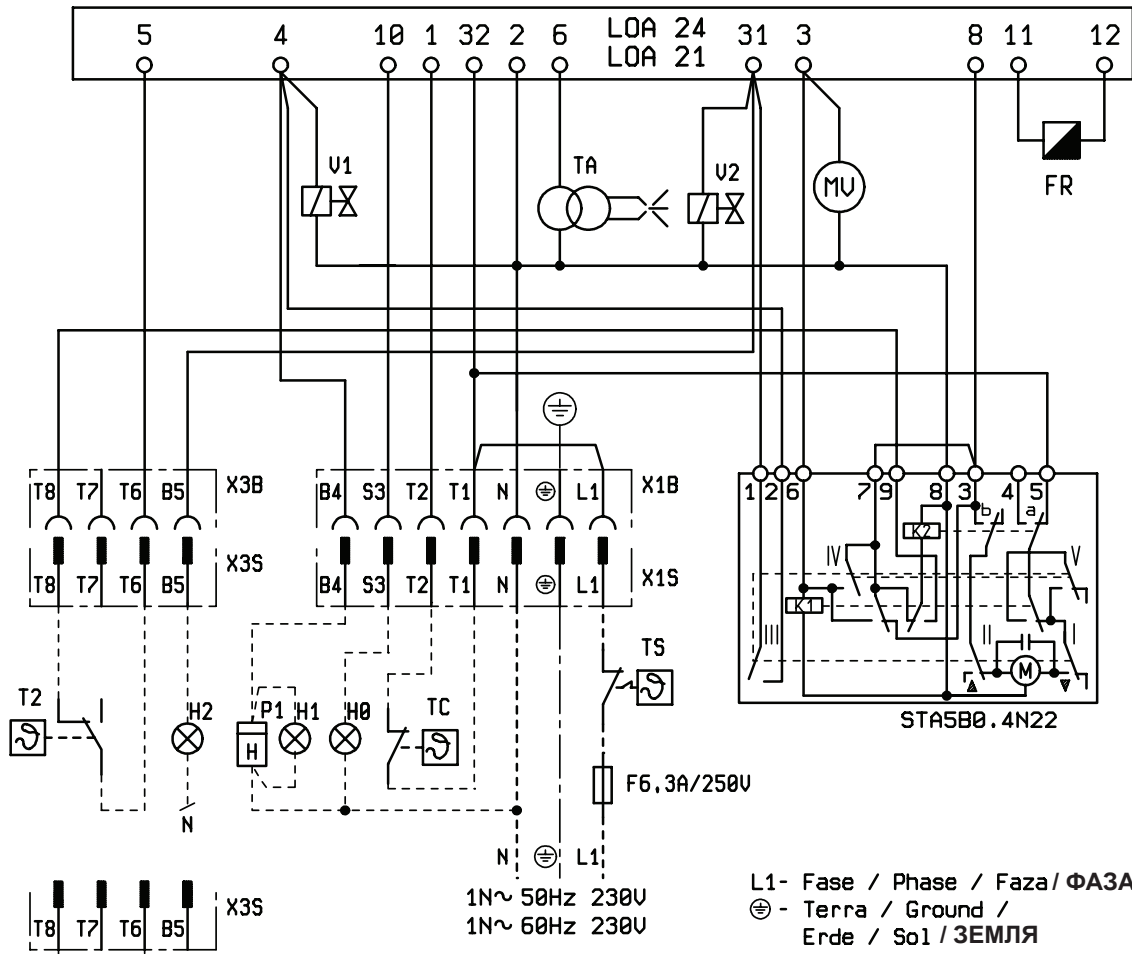 LOA 24
LOA 21
5 4 10 1 32 2 6 31 3 8 11 12
V1 TA V2 MV FR
T8 T7 T6 B5 X3B
B4 S3 T2 T1 N L1 X1B
1 2 6 7 9 8 3 4 5
b a
K2
IV V
K1
III II I
M
STA5B0.4N22
T8 T7 T6 B5 X3S
B4 S3 T2 T1 N L1 X1S
TS
T2 H2 P1 H1 H0 TC
H
F6,3A/250V
N
N L1
1N~ 50Hz 230V
1N~ 60Hz 230V
T8 T7 T6 B5 X3S
L1- Fase / Phase / Faza / ФАЗА
- Terra / Ground /
Erde / Sol / ЗЕМЛЯ